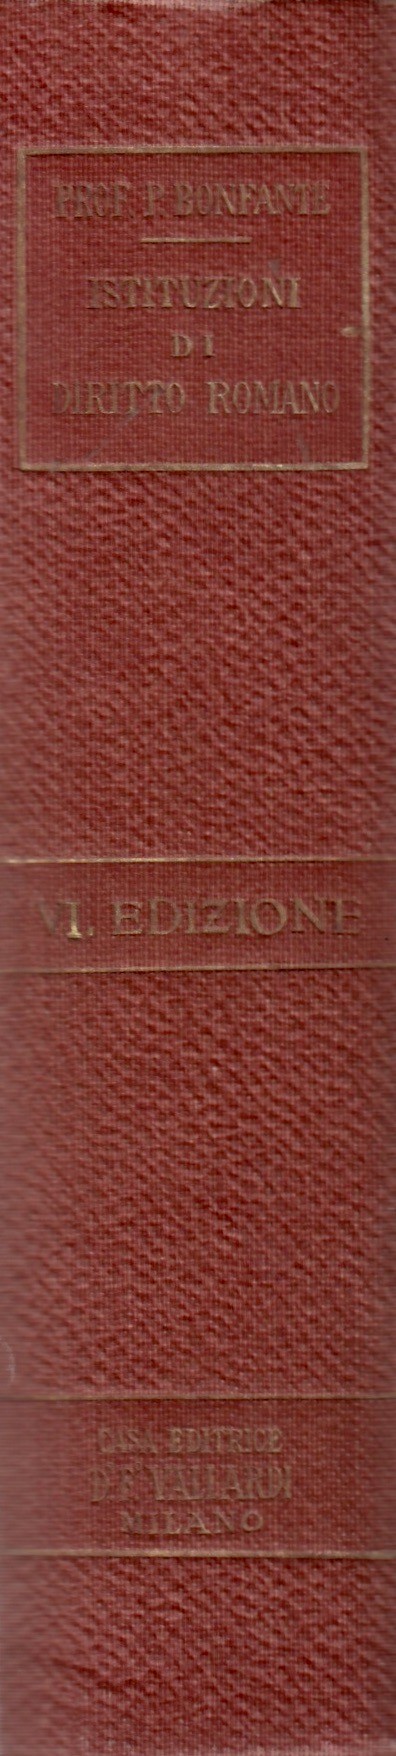 PROF. P. BONFANTE
ISTITUZIONI
DI
DIRITTO ROMANO
VI. EDIZIONE
CASA EDITRICE
D.R F. VALLARDI
MILANO